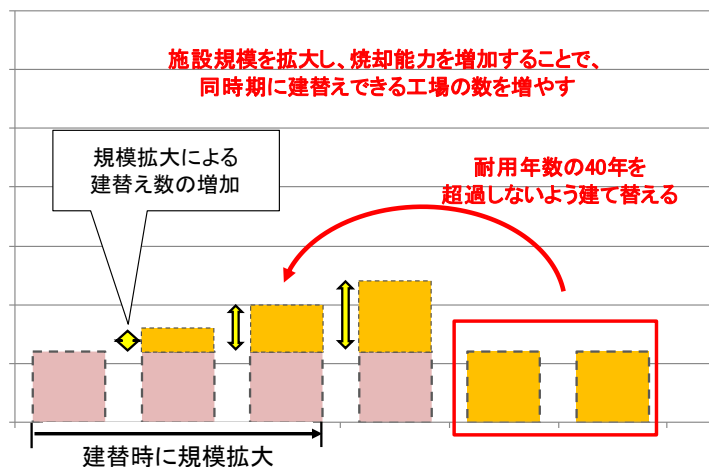 施設規模を拡大し、焼却能力を増加することで、
同時期に建替えできる工場の数を増やす
規模拡大による
建替え数の増加
耐用年数の40年を
超過しないよう建て替える
建替時に規模拡大